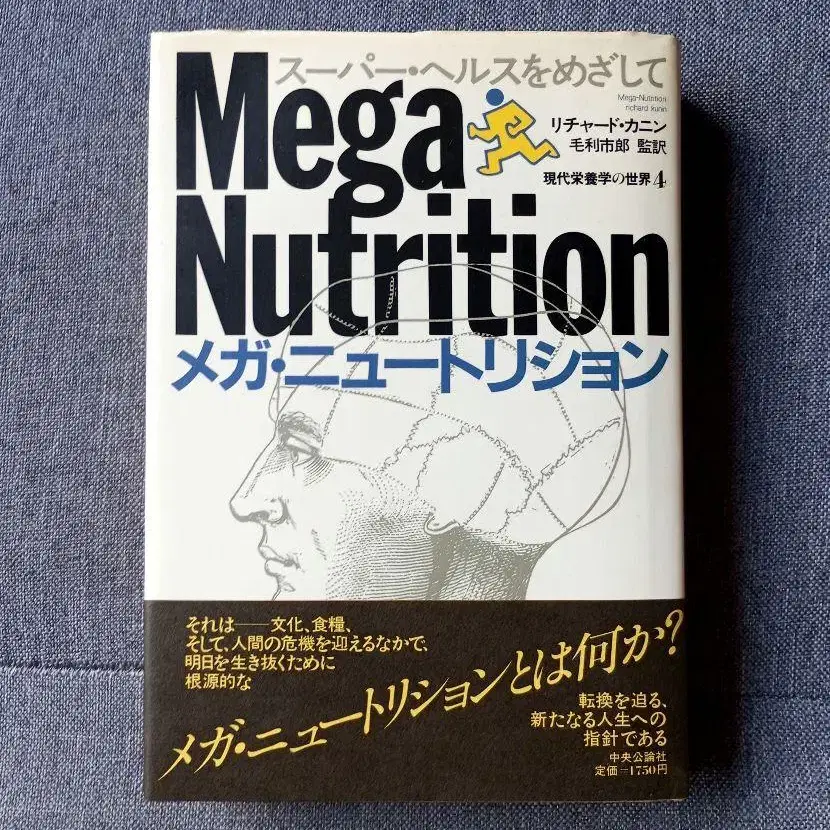 スーパー・ヘルスをめざして
Mega
Nutrition
Mega-Nutrition
richard kunin
リチャード・カニン
毛利市郎 監訳
現代栄養学の世界4
メガ・ニュートリション
それは――文化、食糧、
そして、人間の危機を迎えるなかで、
明日を生き抜くために
根源的な
メガ・ニュートリションとは何か?
転換を迫る、
新たなる人生への
指針である
中央公論社
定価=1750円